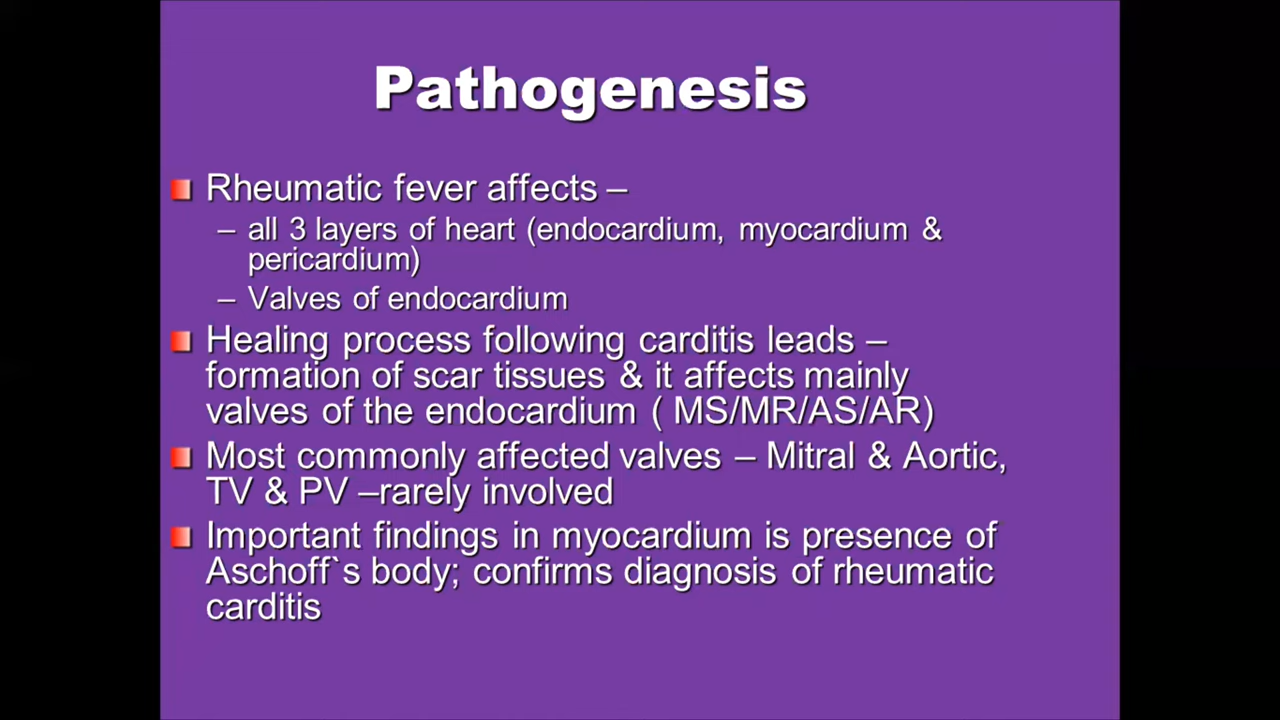 Pathogenesis
Rheumatic fever affects –
– all 3 layers of heart (endocardium, myocardium &
pericardium)
– Valves of endocardium
Healing process following carditis leads –
formation of scar tissues & it affects mainly
valves of the endocardium ( MS/MR/AS/AR)
Most commonly affected valves – Mitral & Aortic,
TV & PV –rarely involved
Important findings in myocardium is presence of
Aschoff`s body; confirms diagnosis of rheumatic
carditis